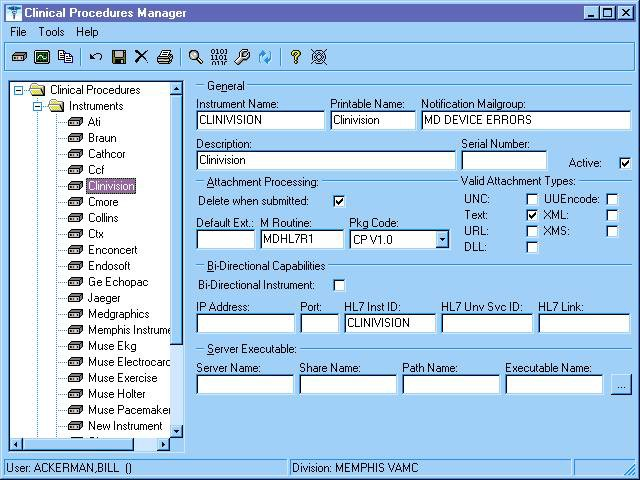 Clinical Procedures Manager
File Tools Help
Clinical Procedures
Instruments
Ati
Braun
Cathcor
Ccf
Clinivision
Cmore
Collins
Ctx
Enconcert
Endosoft
Ge Echopac
Jaeger
Medgraphics
Memphis Instrume
Muse Ekg
Muse Electrocard
Muse Exercise
Muse Holter
Muse Pacemaker
New Instrument
General
Instrument Name: Printable Name: Notification Mailgroup:
CLINIVISION Clinivision MD DEVICE ERRORS
Description: Serial Number:
Clinivision Active:
Attachment Processing: Valid Attachment Types:
Delete when submitted: UNC: UUEncode:
Text: XML:
Default Ext.: M Routine: Pkg Code: URL: XMS:
MDHL7R1 CP V1.0 DLL:
Bi-Directional Capabilities
Bi-Directional Instrument:
IP Address: Port: HL7 Inst ID: HL7 Unv Svc ID: HL7 Link:
CLINIVISION
Server Executable:
Server Name: Share Name: Path Name: Executable Name:
...
User: ACKERMAN,BILL () Division: MEMPHIS VAMC